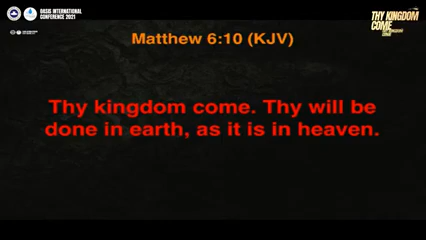 OASIS INTERNATIONAL
CONFERENCE 2021
THY KINGDOM
COME
Matthew 6:10 (KJV)
Thy kingdom come. Thy will be
done in earth, as it is in heaven.